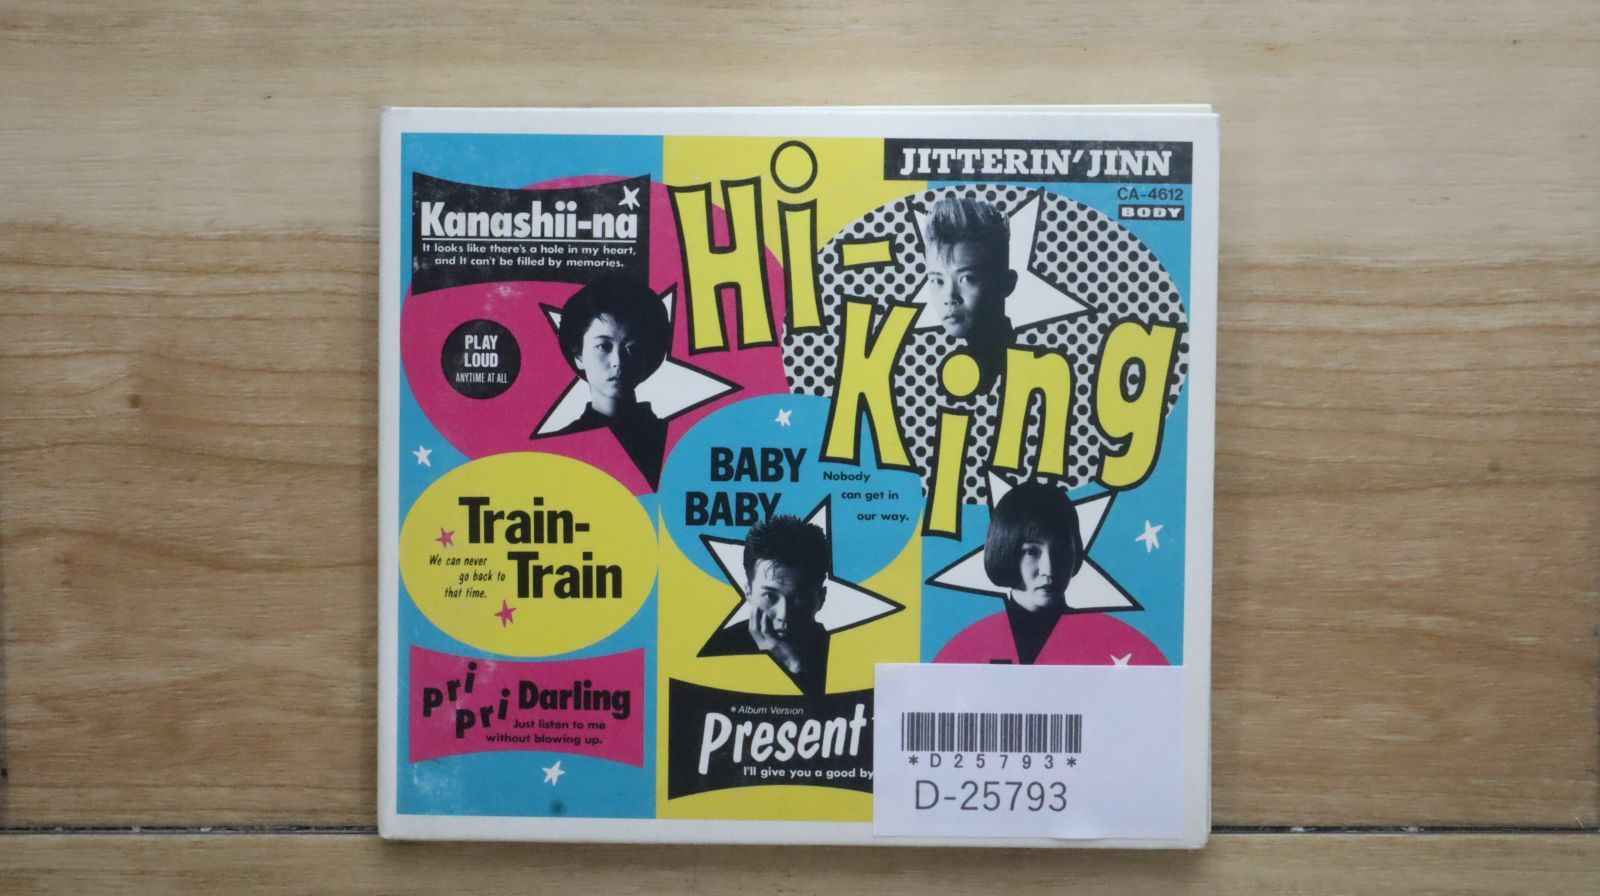 JITTERIN' JINN
CA-4612
BODY
Hi-King
Kanashii-na
It looks like there's a hole in my heart,
and It can't be filled by memories.
PLAY
LOUD
ANYTIME AT ALL
BABY
BABY
Nobody
can get in
our way.
Train-
Train
We can never
go back to
that time.
Pri
Pri Darling
Just listen to me
without blowing up.
*Album Version
Present
I'll give you a good by
*D25793*
D-25793